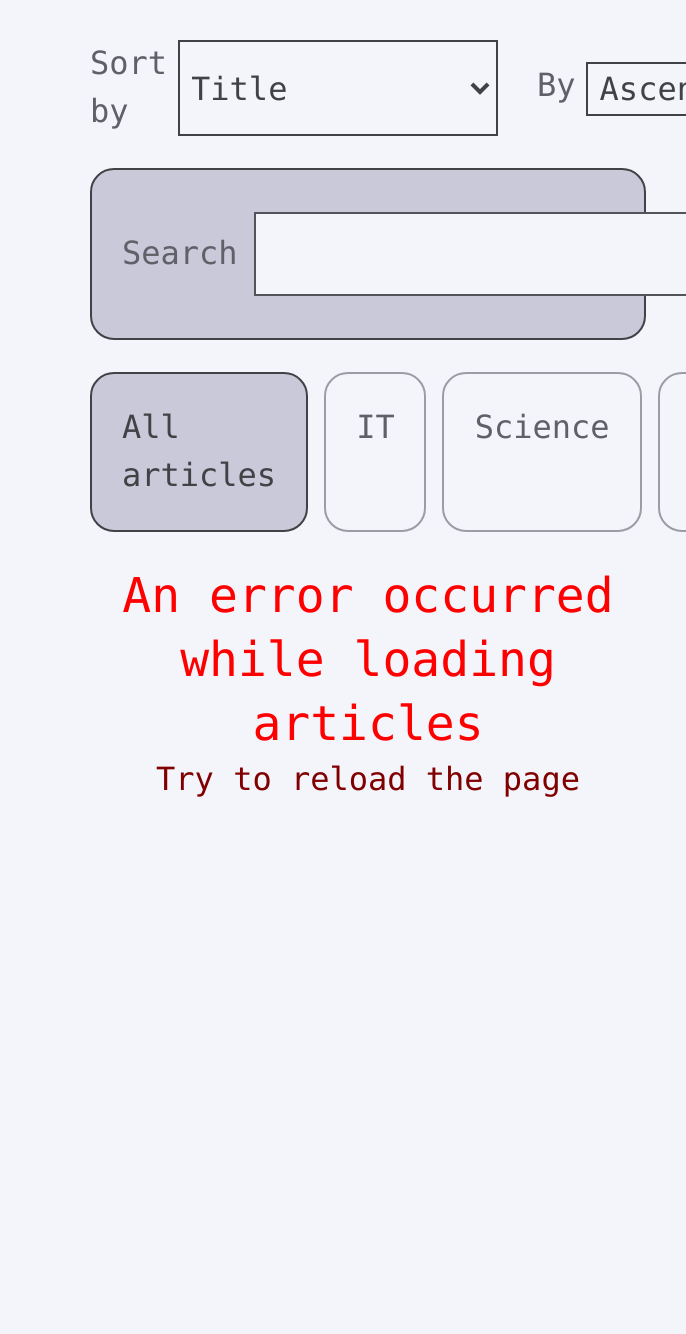 Sort by
Title
By
Ascen
Search
All articles
IT
Science
An error occurred
while loading
articles
Try to reload the page